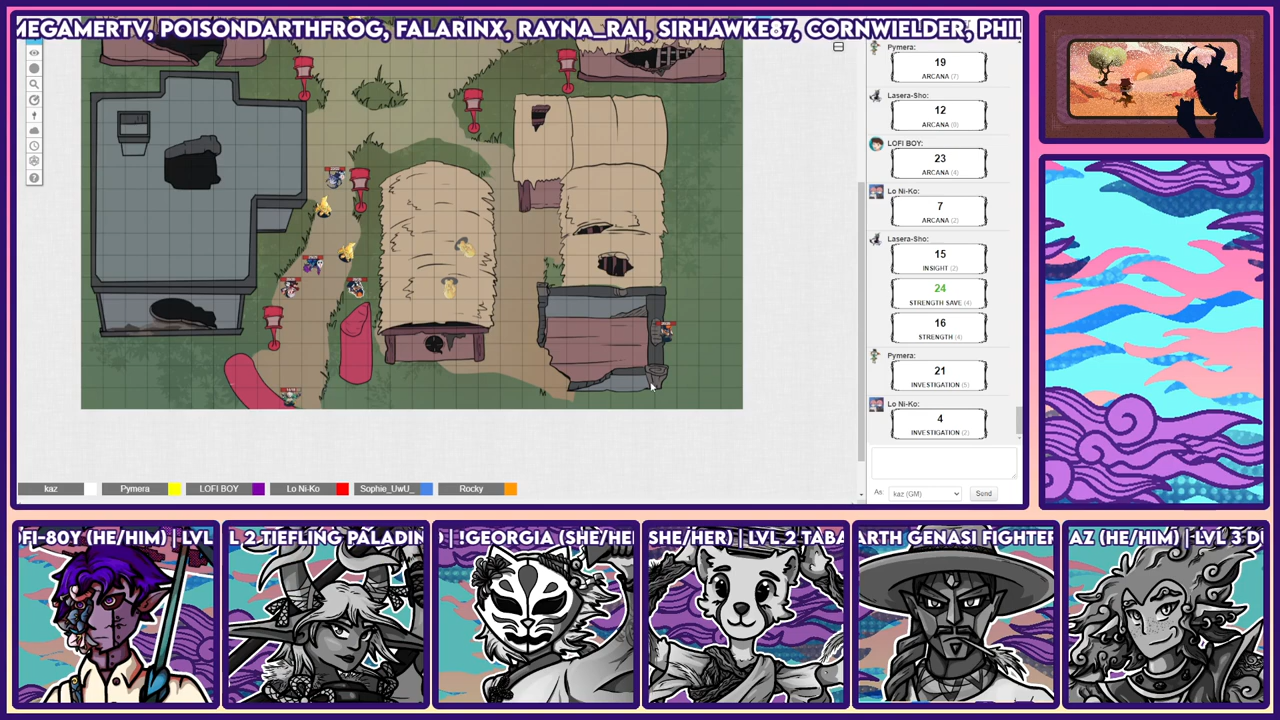 MEGAMERTV, POISONDARTHFROG, FALARINX, RAYNA_RAI, SIRHAWKE87, CORNWIELDER, PHIL
Pymera:
19
ARCANA (7)
Lasera-Sho:
12
ARCANA (0)
LOFI BOY:
23
ARCANA (4)
Lo Ni-Ko:
7
ARCANA (2)
Lasera-Sho:
15
INSIGHT (2)
24
STRENGTH SAVE (4)
16
STRENGTH (4)
Pymera:
21
INVESTIGATION (5)
Lo Ni-Ko:
4
INVESTIGATION (2)
As:
kaz (GM)
Send
kaz
Pymera
LOFI BOY
Lo Ni-Ko
Sophie_UwU_
Rocky
OFI-80Y (HE/HIM) | LVL
L 2 TIEFLING PALADIN
) | !GEORGIA (SHE/HE
SHE/HER) | LVL 2 TABA
ARTH GENASI FIGHTER
AZ (HE/HIM) | LVL 3 DU